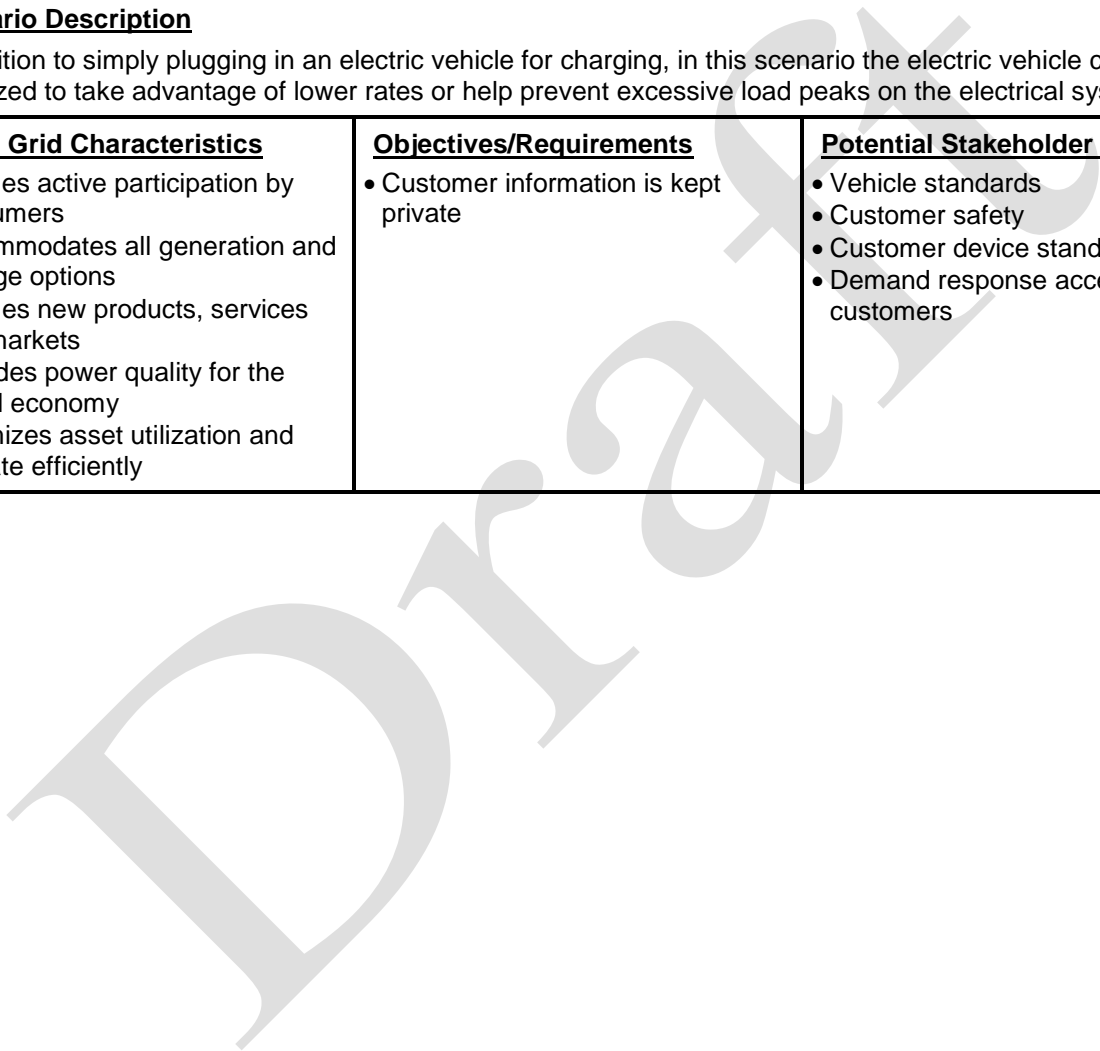 ario Description
ition to simply plugging in an electric vehicle for charging, in this scenario the electric vehicle
zed to take advantage of lower rates or help prevent excessive load peaks on the electrical sy
Grid Characteristics
es active participation by
umers
mmodates all generation and
ge options
es new products, services
markets
des power quality for the
l economy
mizes asset utilization and
te efficiently
Objectives/Requirements
• Customer information is kept
private
Potential Stakeholder
• Vehicle standards
• Customer safety
• Customer device stand
• Demand response acce
customers
Draft